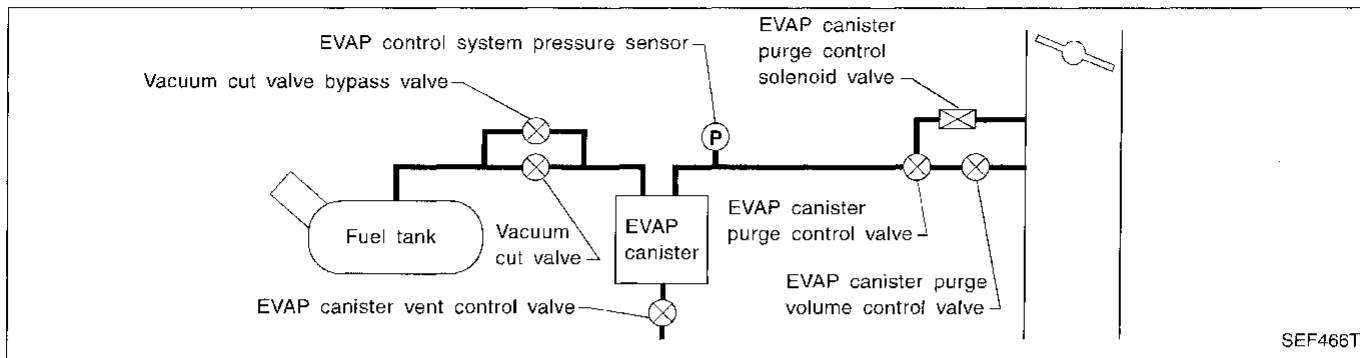 EVAP control system pressure sensor
Vacuum cut valve bypass valve
EVAP canister
purge control
solenoid valve
P
Fuel tank
Vacuum
cut valve
EVAP
canister
EVAP canister
purge control valve
EVAP canister purge
volume control valve
EVAP canister vent control valve
SEF466T